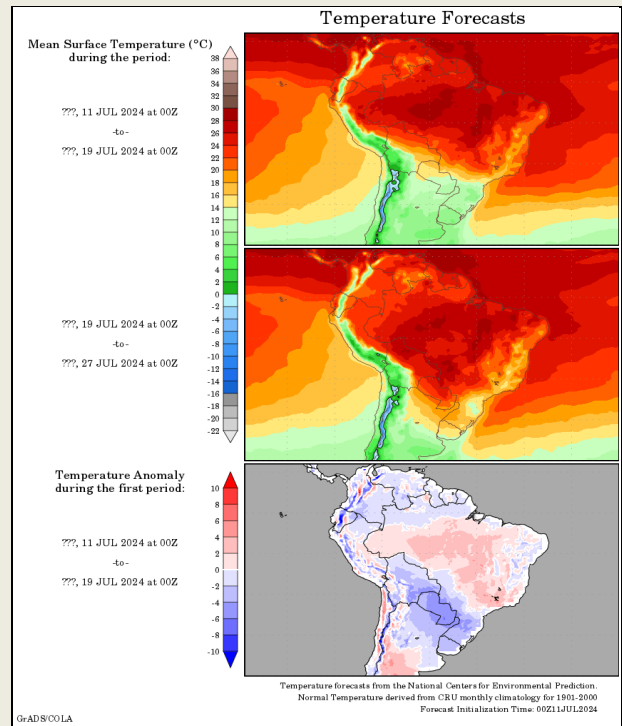 Temperature Forecasts
Mean Surface Temperature (°C)
during the period:
???, 11 JUL 2024 at 00Z
-to-
???, 19 JUL 2024 at 00Z
38
36
34
32
30
28
26
24
22
20
18
16
14
12
10
8
6
4
2
0
-2
-4
-6
-8
-10
-12
-14
-16
-18
-20
-22
???, 19 JUL 2024 at 00Z
-to-
???, 27 JUL 2024 at 00Z
Temperature Anomaly
during the first period:
???, 11 JUL 2024 at 00Z
-to-
???, 19 JUL 2024 at 00Z
10
8
6
4
2
0
-2
-4
-6
-8
-10
Temperature forecasts from the National Centers for Environmental Prediction.
Normal Temperature derived from CRU monthly climatology for 1901-2000
Forecast Initialization Time: 00Z11JUL2024
GrADS/COLA